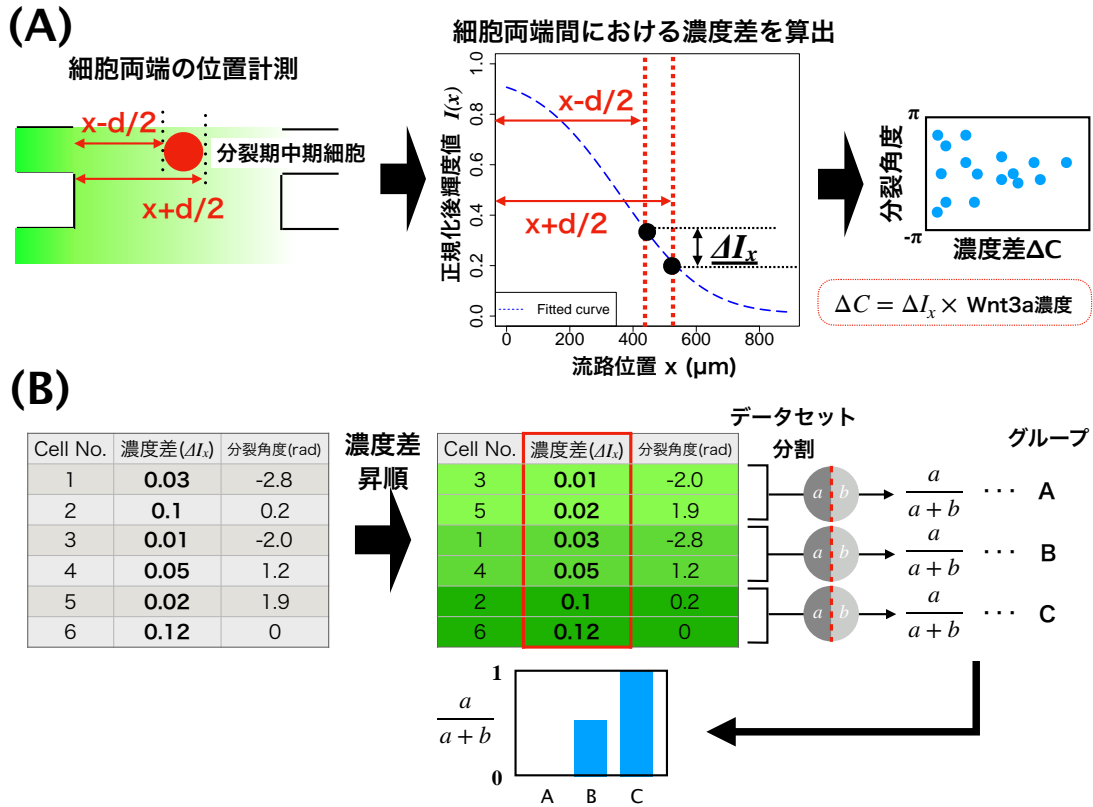 (A)
細胞両端の位置計測
x-d/2
分裂期中期細胞
x+d/2
細胞両端間における濃度差を算出
正規化後輝度値 I(x)
1.0
0.8
0.6
0.4
0.2
0.0
x-d/2
x+d/2
ΔIx
Fitted curve
0 200 400 600 800
流路位置 x (μm)
π
分裂角度
-π
濃度差ΔC
ΔC = ΔIx × Wnt3a濃度
(B)
Cell No. 濃度差(ΔIx) 分裂角度(rad)
1 0.03 -2.8
2 0.1 0.2
3 0.01 -2.0
4 0.05 1.2
5 0.02 1.9
6 0.12 0
濃度差
昇順
Cell No. 濃度差(ΔIx) 分裂角度(rad)
3 0.01 -2.0
5 0.02 1.9
1 0.03 -2.8
4 0.05 1.2
2 0.1 0.2
6 0.12 0
データセット
分割
グループ
a b a/(a + b) ··· A
a b a/(a + b) ··· B
a b a/(a + b) ··· C
a/(a + b)
1
0
A B C